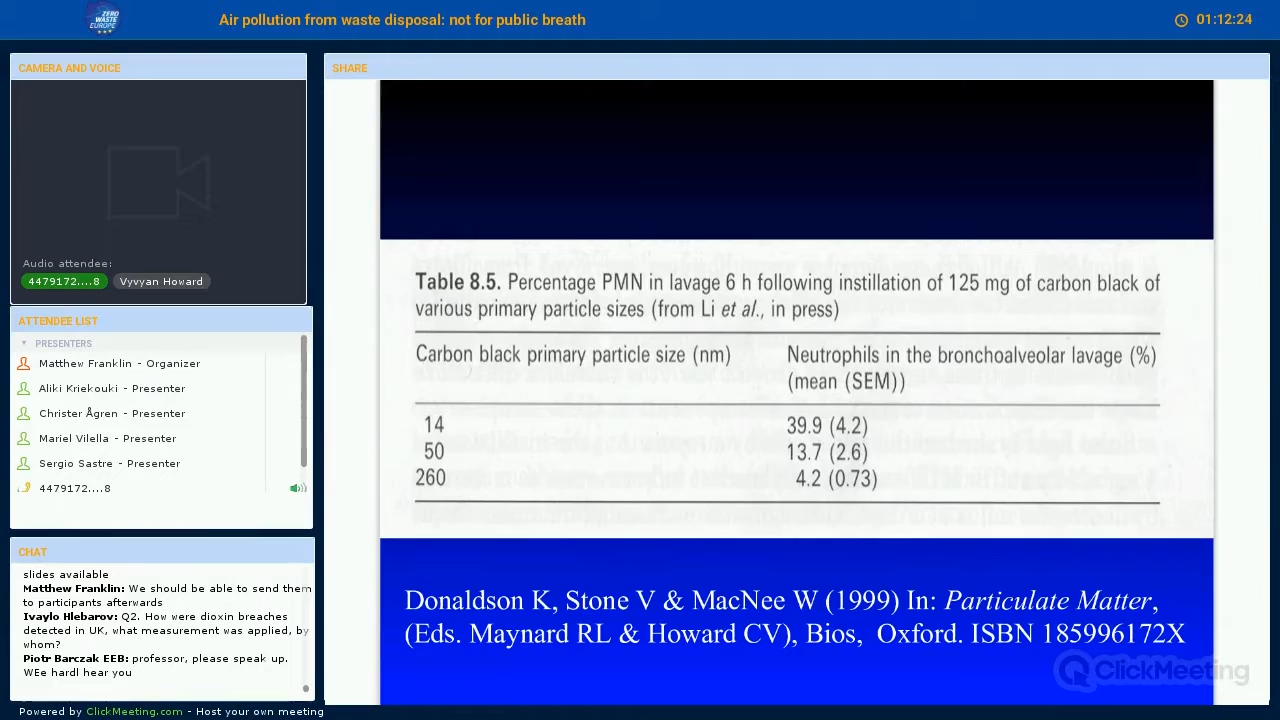 ZERO WASTE EUROPE
Air pollution from waste disposal: not for public breath
01:12:24
CAMERA AND VOICE
Audio attendee:
4479172....8
Vyvyan Howard
ATTENDEE LIST
PRESENTERS
Matthew Franklin - Organizer
Aliki Kriekouki - Presenter
Christer Ågren - Presenter
Mariel Vilella - Presenter
Sergio Sastre - Presenter
4479172....8
CHAT
slides available
Matthew Franklin: We should be able to send them
to participants afterwards
Ivaylo Hlebarov: Q2. How were dioxin breaches
detected in UK, what measurement was applied, by
whom?
Piotr Barczak EEB: professor, please speak up.
WEe hardl hear you
Powered by ClickMeeting.com - Host your own meeting
SHARE
Table 8.5. Percentage PMN in lavage 6 h following instillation of 125 mg of carbon black of
various primary particle sizes (from Li et al., in press)
Carbon black primary particle size (nm) Neutrophils in the bronchoalveolar lavage (%)
(mean (SEM))
14 39.9 (4.2)
50 13.7 (2.6)
260 4.2 (0.73)
Donaldson K, Stone V & MacNee W (1999) In: Particulate Matter,
(Eds. Maynard RL & Howard CV), Bios, Oxford. ISBN 185996172X
ClickMeeting